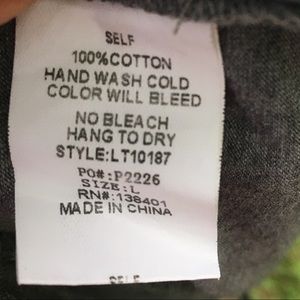 SELF
100%COTTON
HAND WASH COLD
COLOR WILL BLEED
NO BLEACH
HANG TO DRY
STYLE:LT10187
PO#:P2226
SIZE:L
RN#:138401
MADE IN CHINA